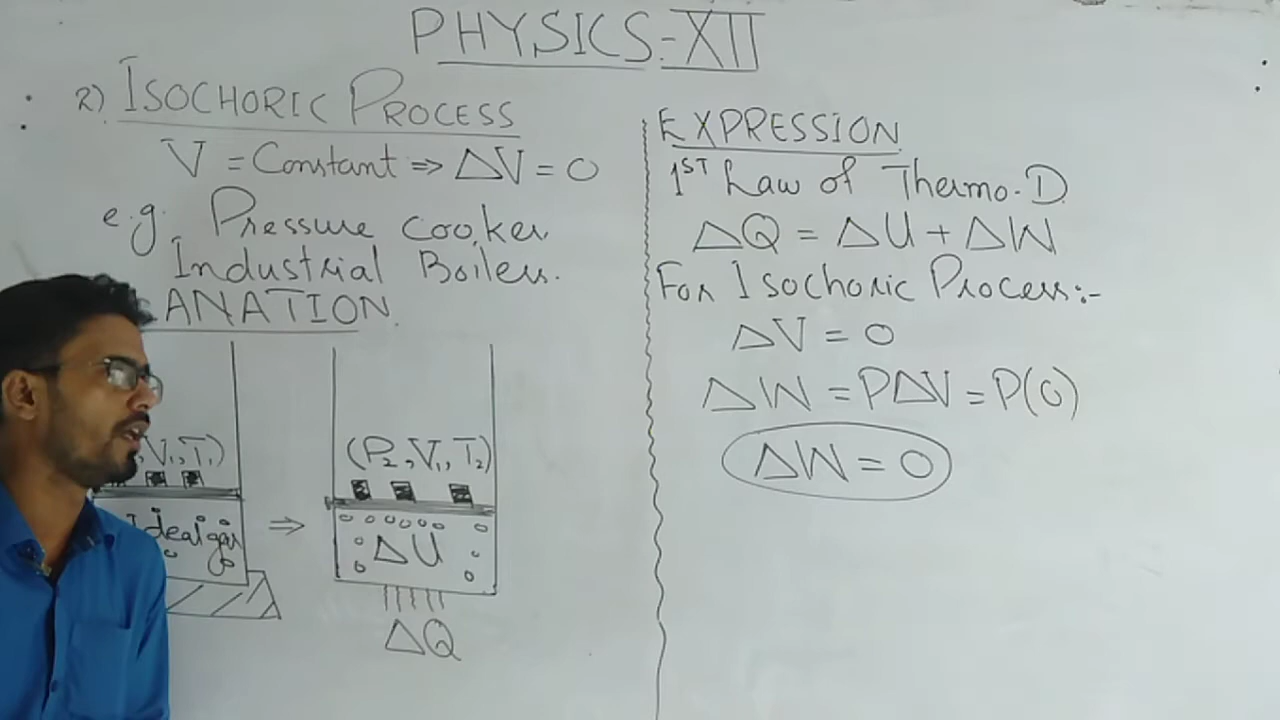 PHYSICS-XII
2) ISOCHORIC PROCESS
V = Constant ⇒ ΔV = 0
e.g. Pressure cooker
Industrial Boilers.
ANATION.
V₁,T₁)
Ideal gas
⇒
(P₂,V₁,T₂)
ΔU
ΔQ
EXPRESSION
1ST Law of Thermo.D
ΔQ = ΔU + ΔW
For Isochoric Process:-
ΔV = 0
ΔW = PΔV = P(0)
ΔW = 0